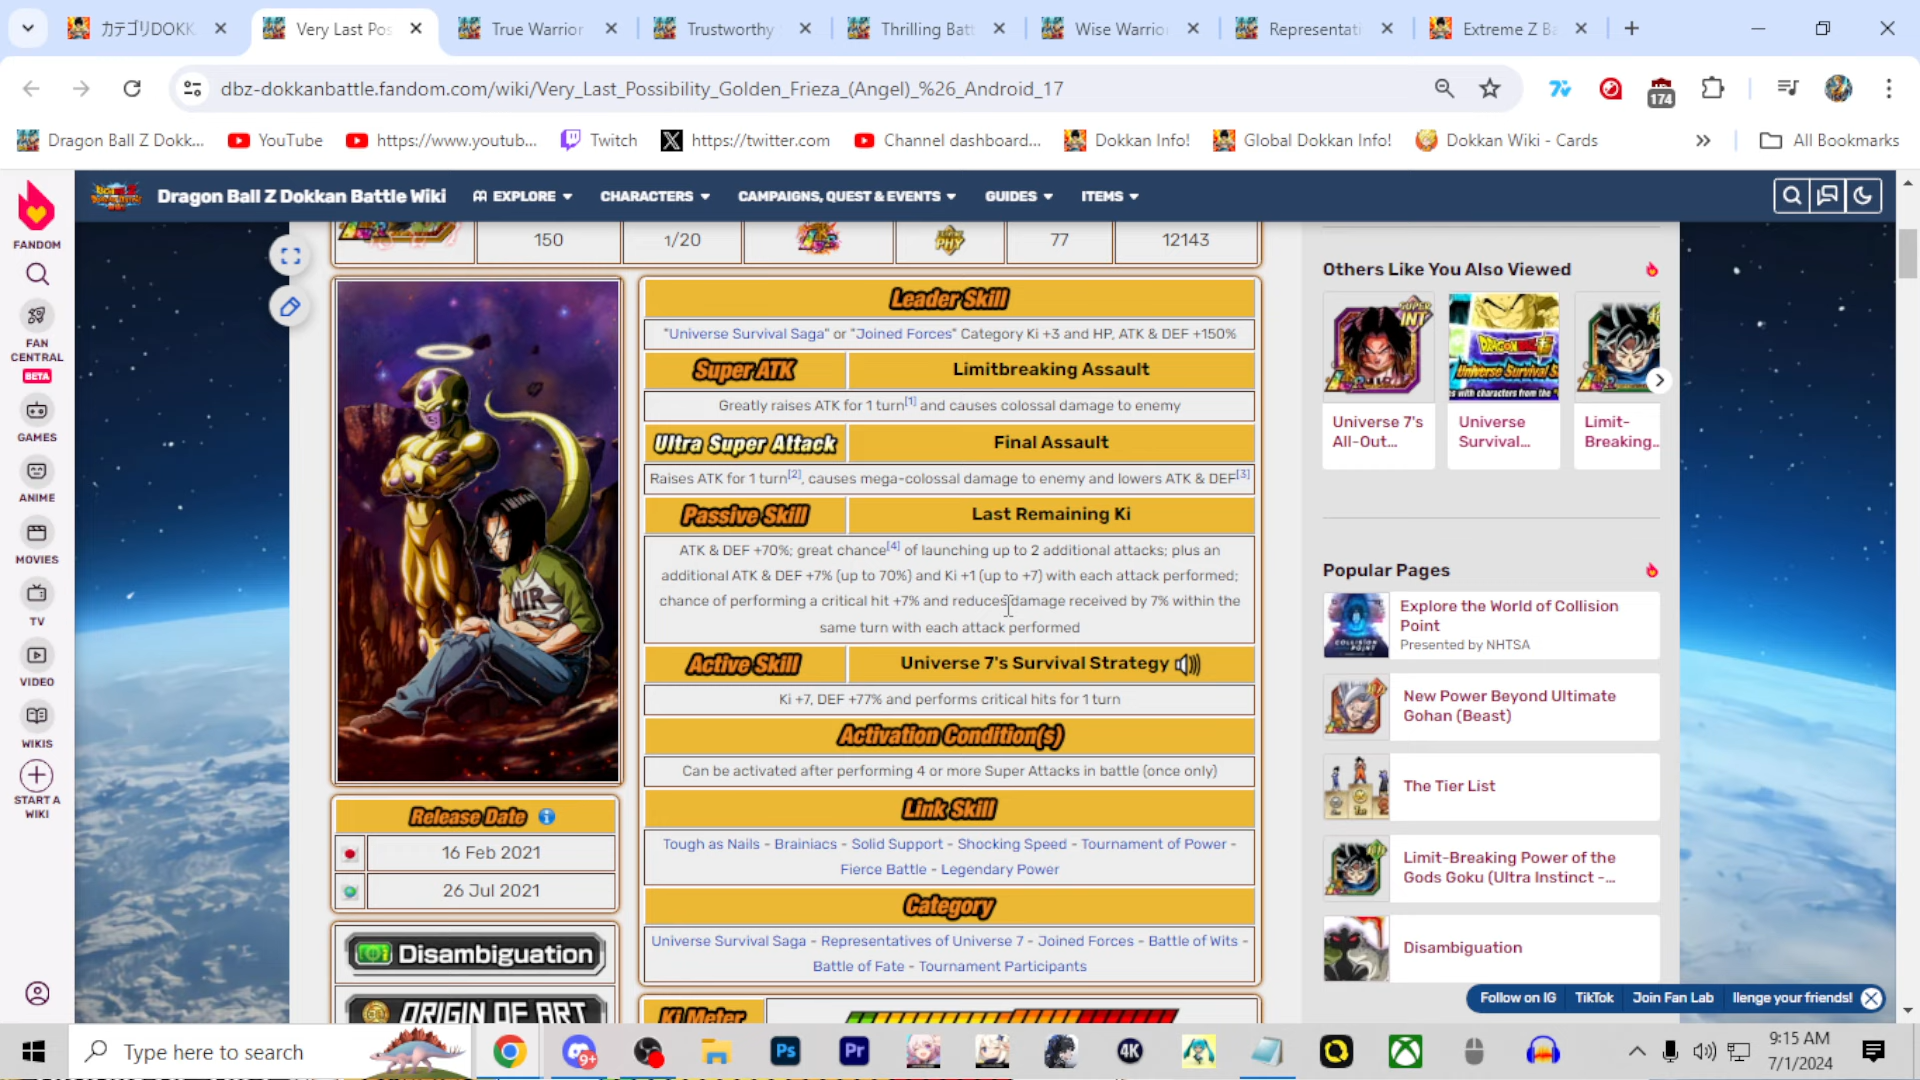 カテゴリDOKK
Very Last Pos
True Warrior
Trustworthy
Thrilling Batt
Wise Warrio
Representati
Extreme Z Ba
dbz-dokkanbattle.fandom.com/wiki/Very_Last_Possibility_Golden_Frieza_(Angel)_%26_Android_17
174
Dragon Ball Z Dokk...
YouTube
https://www.youtub...
Twitch
https://twitter.com
Channel dashboard...
Dokkan Info!
Global Dokkan Info!
Dokkan Wiki - Cards
All Bookmarks
Dragon Ball Z Dokkan Battle Wiki
EXPLORE
CHARACTERS
CAMPAIGNS, QUEST & EVENTS
GUIDES
ITEMS
FANDOM
FAN
CENTRAL
BETA
GAMES
ANIME
MOVIES
TV
VIDEO
WIKIS
START A
WIKI
150
1/20
PHY
77
12143
Leader Skill
"Universe Survival Saga" or "Joined Forces" Category Ki +3 and HP, ATK & DEF +150%
Super ATK
Limitbreaking Assault
Greatly raises ATK for 1 turn[1] and causes colossal damage to enemy
Ultra Super Attack
Final Assault
Raises ATK for 1 turn[2], causes mega-colossal damage to enemy and lowers ATK & DEF[3]
Passive Skill
Last Remaining Ki
ATK & DEF +70%; great chance[4] of launching up to 2 additional attacks; plus an
additional ATK & DEF +7% (up to 70%) and Ki +1 (up to +7) with each attack performed;
chance of performing a critical hit +7% and reduces damage received by 7% within the
same turn with each attack performed
Active Skill
Universe 7's Survival Strategy
Ki +7, DEF +77% and performs critical hits for 1 turn
Activation Condition(s)
Can be activated after performing 4 or more Super Attacks in battle (once only)
Link Skill
Tough as Nails - Brainiacs - Solid Support - Shocking Speed - Tournament of Power -
Fierce Battle - Legendary Power
Category
Universe Survival Saga - Representatives of Universe 7 - Joined Forces - Battle of Wits -
Battle of Fate - Tournament Participants
Ki Meter
Release Date
16 Feb 2021
26 Jul 2021
Disambiguation
ORIGIN OF ART
Others Like You Also Viewed
Universe 7's
All-Out...
Universe
Survival...
Limit-
Breaking...
Popular Pages
Explore the World of Collision
Point
Presented by NHTSA
New Power Beyond Ultimate
Gohan (Beast)
The Tier List
Limit-Breaking Power of the
Gods Goku (Ultra Instinct -...
Disambiguation
Follow on IG
TikTok
Join Fan Lab
llenge your friends!
Type here to search
9+
Ps
Pr
4K
9:15 AM
7/1/2024